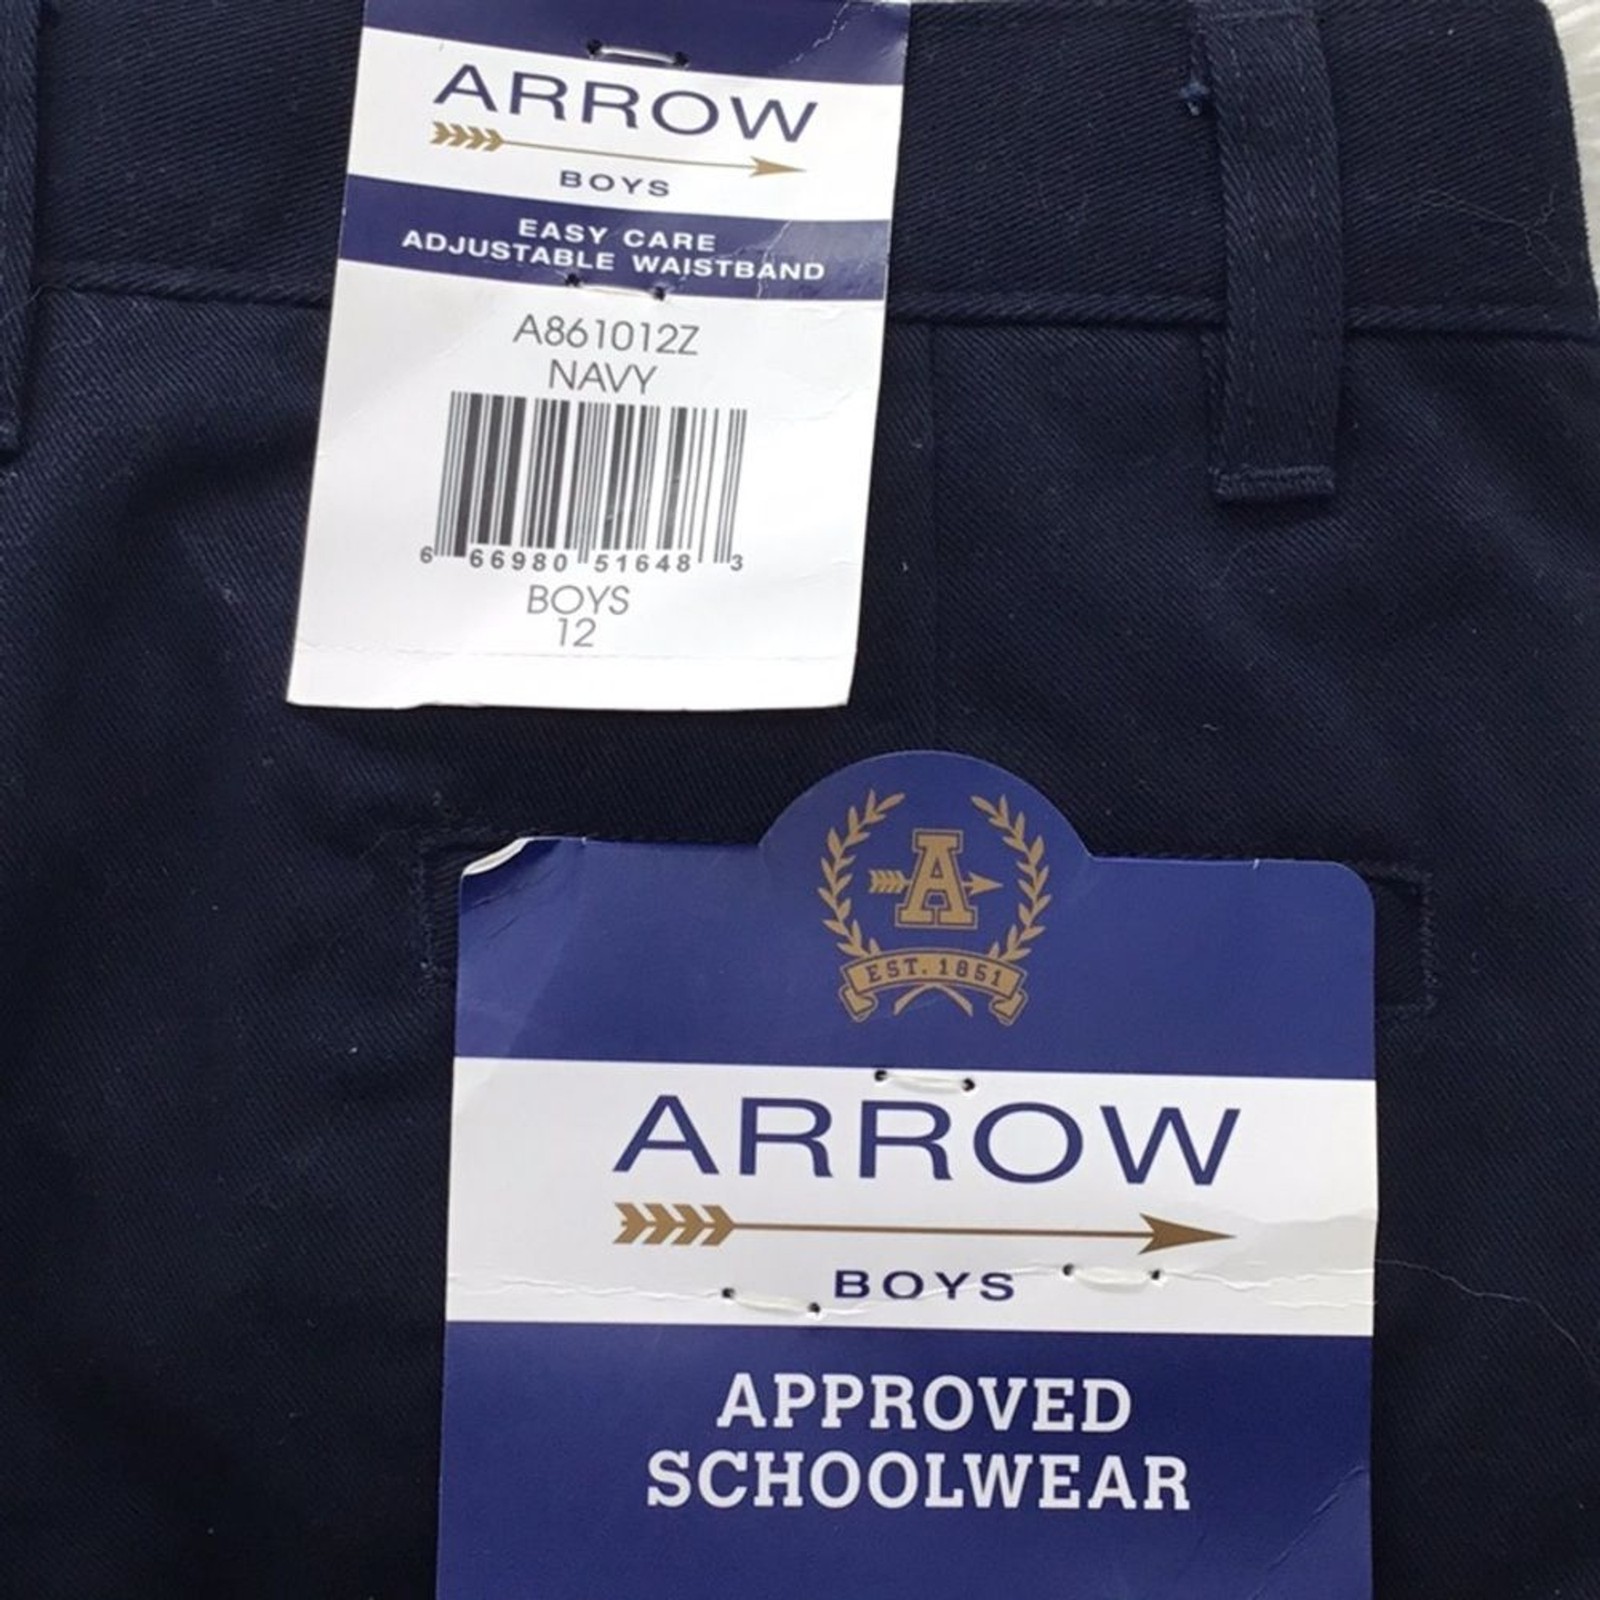 ARROW
BOYS
EASY CARE
ADJUSTABLE WAISTBAND
A861012Z
NAVY
6 66980 51648 3
BOYS
12
A
EST. 1851
ARROW
BOYS
APPROVED
SCHOOLWEAR